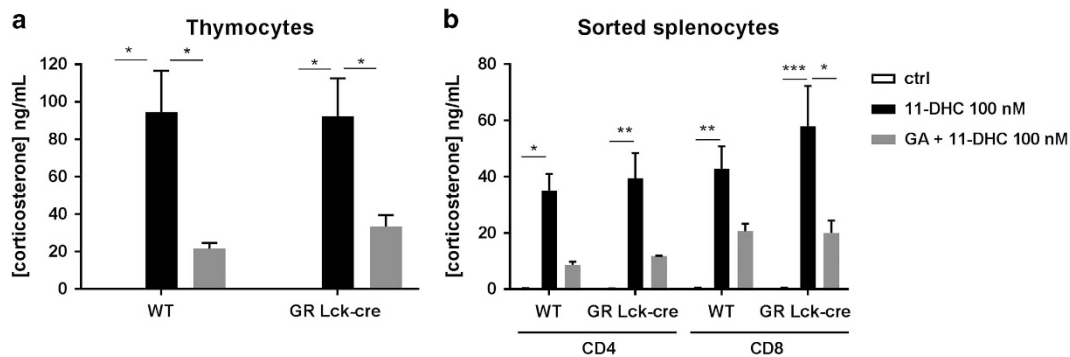 a
Thymocytes
* * * *
[corticosterone] ng/mL
120
100
80
60
40
20
0
WT GR Lck-cre
b
Sorted splenocytes
* ** ** *** *
[corticosterone] ng/mL
80
60
40
20
0
WT GR Lck-cre WT GR Lck-cre
CD4 CD8
ctrl
11-DHC 100 nM
GA + 11-DHC 100 nM